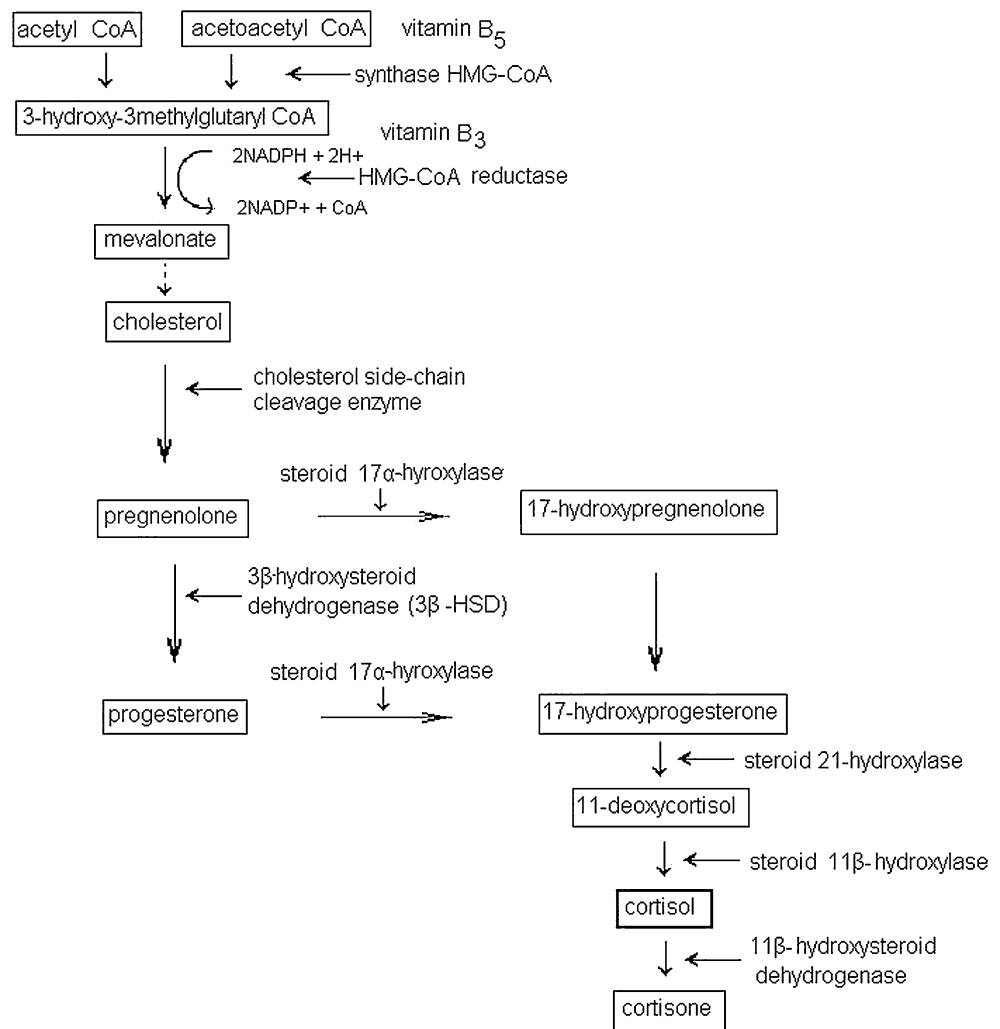 acetyl CoA
acetoacetyl CoA
vitamin B5
synthase HMG-CoA
3-hydroxy-3methylglutaryl CoA
vitamin B3
2NADPH + 2H+
HMG-CoA reductase
2NADP+ + CoA
mevalonate
cholesterol
cholesterol side-chain
cleavage enzyme
steroid 17α-hyroxylase
pregnenolone
17-hydroxypregnenolone
3β-hydroxysteroid
dehydrogenase (3β -HSD)
steroid 17α-hyroxylase
progesterone
17-hydroxyprogesterone
steroid 21-hydroxylase
11-deoxycortisol
steroid 11β-hydroxylase
cortisol
11β-hydroxysteroid
dehydrogenase
cortisone